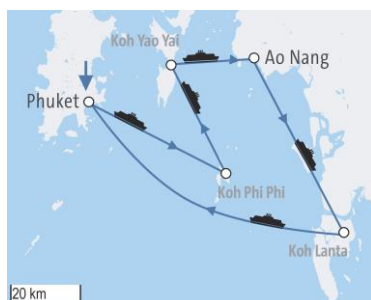 Koh Yao Yai
Ao Nang
Phuket
Koh Phi Phi
Koh Lanta
20 km